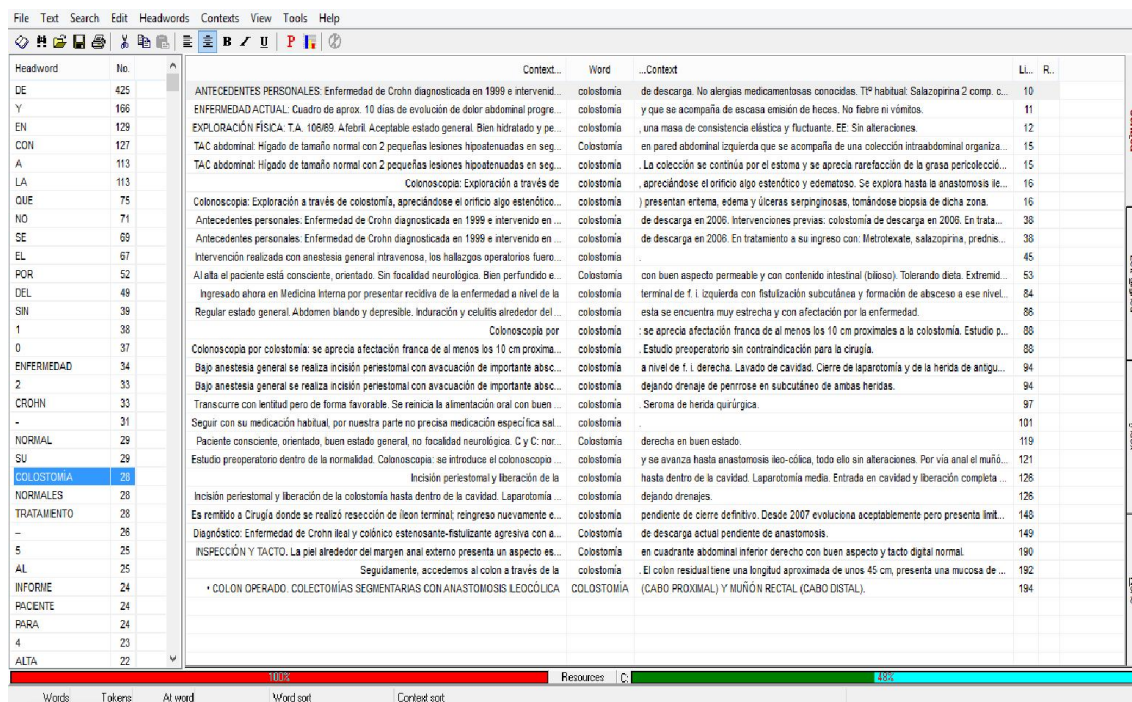 File Text Search Edit Headwords Contexts View Tools Help
B I U P
Headword No. Context... Word ...Context Li... R..
DE 425 ANTECEDENTES PERSONALES: Enfermedad de Crohn diagnosticada en 1999 e intervenid... colostomía de descarga. No alergias medicamentosas conocidas. Ttº habitual: Salazopirina 2 comp. c... 10
Y 166 ENFERMEDAD ACTUAL: Cuadro de aprox. 10 días de evolución de dolor abdominal progre... colostomía y que se acompaña de escasa emisión de heces. No fiebre ni vómitos. 11
EN 129 EXPLORACIÓN FÍSICA: T.A. 106/69. Afebril. Aceptable estado general. Bien hidratado y pe... colostomía , una masa de consistencia elástica y fluctuante. EE: Sin alteraciones. 12
CON 127 TAC abdominal: Hígado de tamaño normal con 2 pequeñas lesiones hipoatenuadas en seg... Colostomía en pared abdominal izquierda que se acompaña de una colección intraabdominal organiza... 15
A 113 TAC abdominal: Hígado de tamaño normal con 2 pequeñas lesiones hipoatenuadas en seg... colostomía . La colección se continúa por el estoma y se aprecia rarefacción de la grasa pericolecció... 15
LA 113 Colonoscopia: Exploración a través de colostomía , apreciándose el orificio algo estenótico y edematoso. Se explora hasta la anastomosis ile... 16
QUE 75 Colonoscopia: Exploración a través de colostomía, apreciándose el orificio algo estenótico... colostomía ) presentan eritema, edema y úlceras serpinginosas, tomándose biopsia de dicha zona. 16
NO 71 Antecedentes personales: Enfermedad de Crohn diagnosticada en 1999 e intervenido en ... colostomía de descarga en 2006. Intervenciones previas: colostomía de descarga en 2006. En trata... 38
SE 69 Antecedentes personales: Enfermedad de Crohn diagnosticada en 1999 e intervenido en ... colostomía de descarga en 2006. En tratamiento a su ingreso con: Metrotexate, salazopirina, prednis... 38
EL 67 Intervención realizada con anestesia general intravenosa, los hallazgos operatorios fuero... colostomía . 45
POR 52 Al alta el paciente está consciente, orientado. Sin focalidad neurológica. Bien perfundido e... Colostomía con buen aspecto permeable y con contenido intestinal (bilioso). Tolerando dieta. Extremid... 53
DEL 49 Ingresado ahora en Medicina Interna por presentar recidiva de la enfermedad a nivel de la colostomía terminal de f. i. izquierda con fistulización subcutánea y formación de absceso a ese nivel... 84
SIN 39 Regular estado general. Abdomen blando y depresible. Induración y celulitis alrededor del ... colostomía esta se encuentra muy estrecha y con afectación por la enfermedad. 86
1 38 Colonoscopia por colostomía : se aprecia afectación franca de al menos los 10 cm proximales a la colostomía. Estudio p... 88
0 37 Colonoscopia por colostomía: se aprecia afectación franca de al menos los 10 cm proxima... colostomía . Estudio preoperatorio sin contraindicación para la cirugía. 88
ENFERMEDAD 34 Bajo anestesia general se realiza incisión periestomal con avacuación de importante absc... colostomía a nivel de f. i. derecha. Lavado de cavidad. Cierre de laparotomía y de la herida de antigu... 94
2 33 Bajo anestesia general se realiza incisión periestomal con avacuación de importante absc... colostomía dejando drenaje de penrrose en subcutáneo de ambas heridas. 94
CROHN 33 Transcurre con lentitud pero de forma favorable. Se reinicia la alimentación oral con buen ... colostomía . Seroma de herida quirúrgica. 97
- 31 Seguir con su medicación habitual, por nuestra parte no precisa medicación específica sal... colostomía . 101
NORMAL 29 Paciente consciente, orientado, buen estado general, no focalidad neurológica. C y C: nor... Colostomía derecha en buen estado. 119
SU 29 Estudio preoperatorio dentro de la normalidad. Colonoscopia: se introduce el colonoscopio ... colostomía y se avanza hasta anastomosis ileo-cólica, todo ello sin alteraciones. Por vía anal el muñó... 121
COLOSTOMÍA 28 Incisión periestomal y liberación de la colostomía hasta dentro de la cavidad. Laparotomía media. Entrada en cavidad y liberación completa ... 126
NORMALES 28 Incisión periestomal y liberación de la colostomía hasta dentro de la cavidad. Laparotomía ... colostomía dejando drenajes. 126
TRATAMIENTO 28 Es remitido a Cirugía donde se realizó resección de íleon terminal; reingreso nuevamente e... colostomía pendiente de cierre definitivo. Desde 2007 evoluciona aceptablemente pero presenta limit... 148
– 26 Diagnóstico: Enfermedad de Crohn ileal y colónico estenosante-fistulizante agresiva con a... Colostomía de descarga actual pendiente de anastomosis. 149
5 25 INSPECCIÓN Y TACTO. La piel alrededor del margen anal externo presenta un aspecto es... Colostomía en cuadrante abdominal inferior derecho con buen aspecto y tacto digital normal. 190
AL 25 Seguidamente, accedemos al colon a través de la colostomía . El colon residual tiene una longitud aproximada de unos 45 cm, presenta una mucosa de ... 192
INFORME 24 • COLON OPERADO. COLECTOMÍAS SEGMENTARIAS CON ANASTOMOSIS ILEOCÓLICA COLOSTOMÍA (CABO PROXIMAL) Y MUÑÓN RECTAL (CABO DISTAL). 194
PACIENTE 24
PARA 24
4 23
ALTA 22
100% Resources C: 48%
Words Tokens At word Word sort Context sort